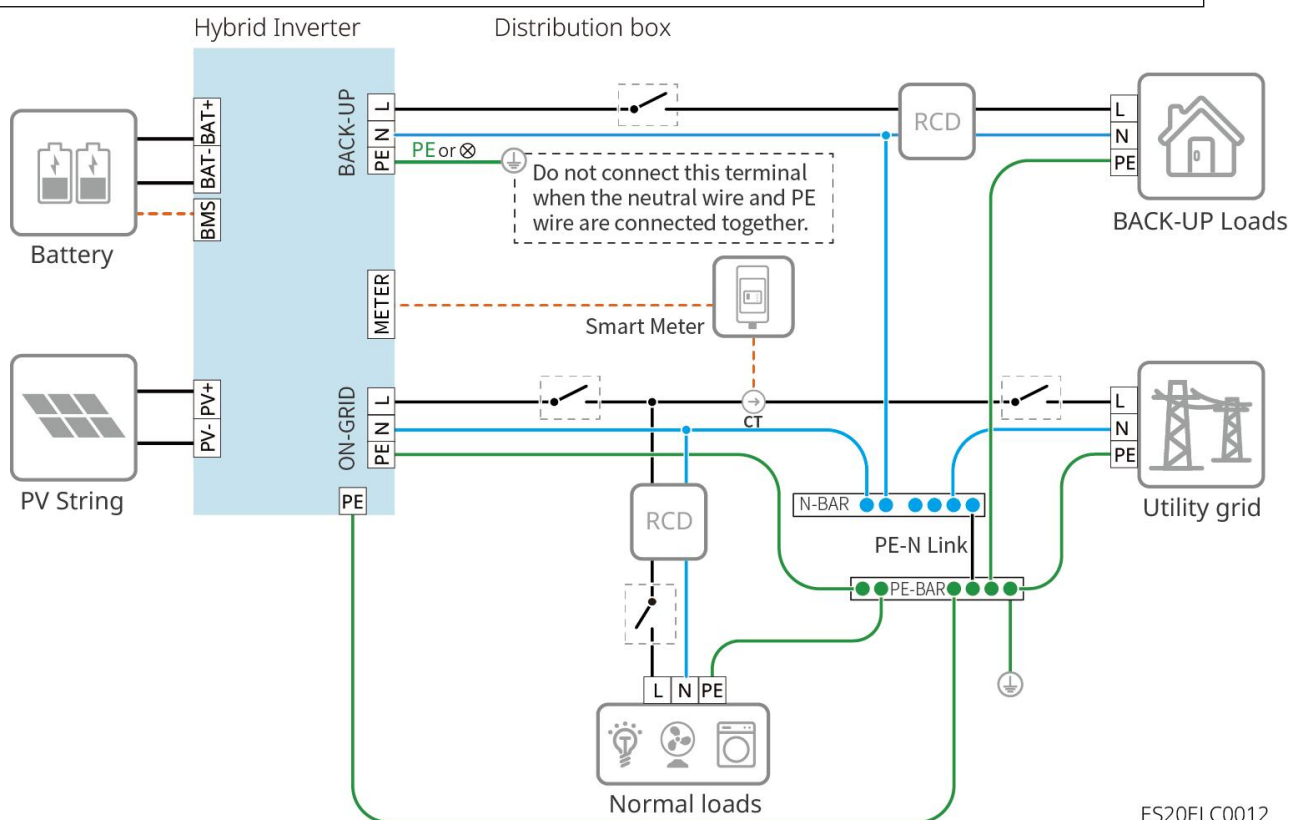 Hybrid Inverter
Distribution box
BACK-UP
L
N
PE
PE or ⊗
Do not connect this terminal
when the neutral wire and PE
wire are connected together.
RCD
L
N
PE
BACK-UP Loads
BAT+
BAT-
BMS
Battery
METER
Smart Meter
PV+
PV-
PV String
ON-GRID
L
N
PE
PE
CT
L
N
PE
Utility grid
N-BAR
PE-N Link
PE-BAR
RCD
L
N
PE
Normal loads
ES20ELC0012